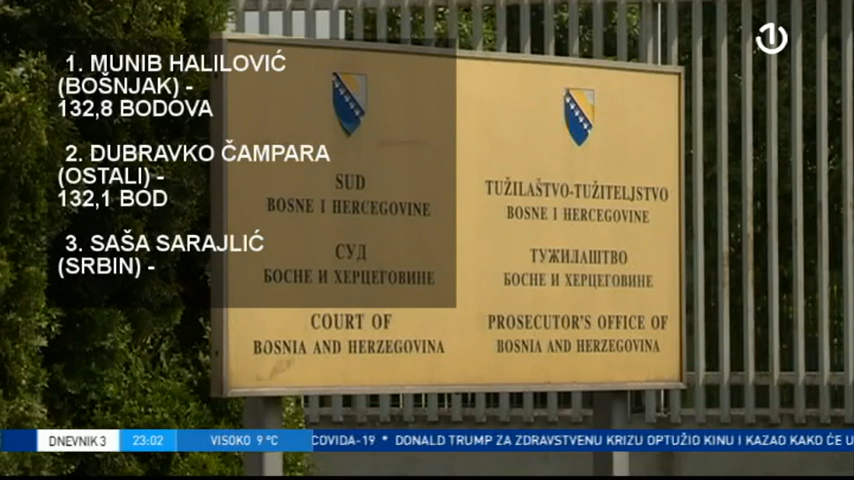 1. MUNIB HALILOVIĆ
(BOŠNJAK) -
132,8 BODOVA
2. DUBRAVKO ČAMPARA
(OSTALI) -
132,1 BOD
3. SAŠA SARAJLIĆ
(SRBIN) -
SUD
BOSNE I HERCEGOVINE
СУД
БОСНЕ И ХЕРЦЕГОВИНЕ
COURT OF
BOSNIA AND HERZEGOVINA
TUŽILAŠTVO-TUŽITELJSTVO
BOSNE I HERCEGOVINE
ТУЖИЛАШТВО
БОСНЕ И ХЕРЦЕГОВИНЕ
PROSECUTOR'S OFFICE OF
BOSNIA AND HERZEGOVINA
DNEVNIK 3 23:02 VISOKO 9 °C COVIDA-19 * DONALD TRUMP ZA ZDRAVSTVENU KRIZU OPTUŽIO KINU I KAZAO KAKO ĆE U